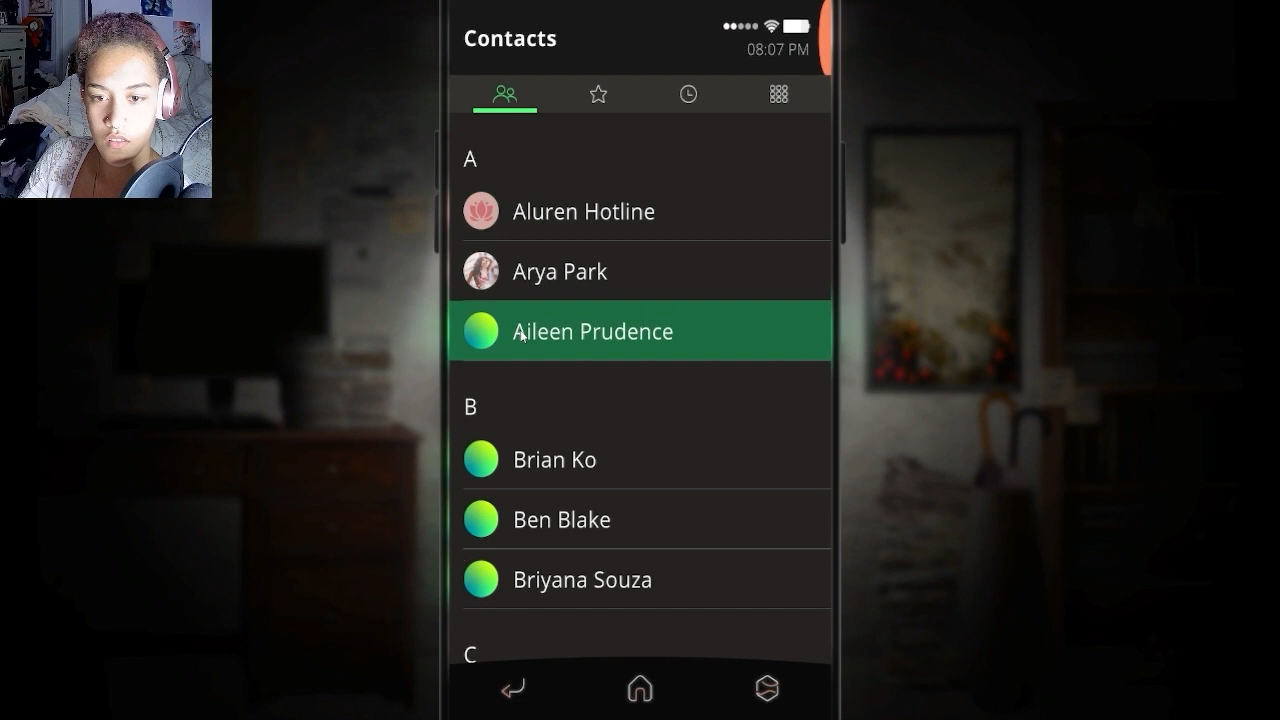 Contacts
08:07 PM
A
Aluren Hotline
Arya Park
Aileen Prudence
B
Brian Ko
Ben Blake
Briyana Souza
C